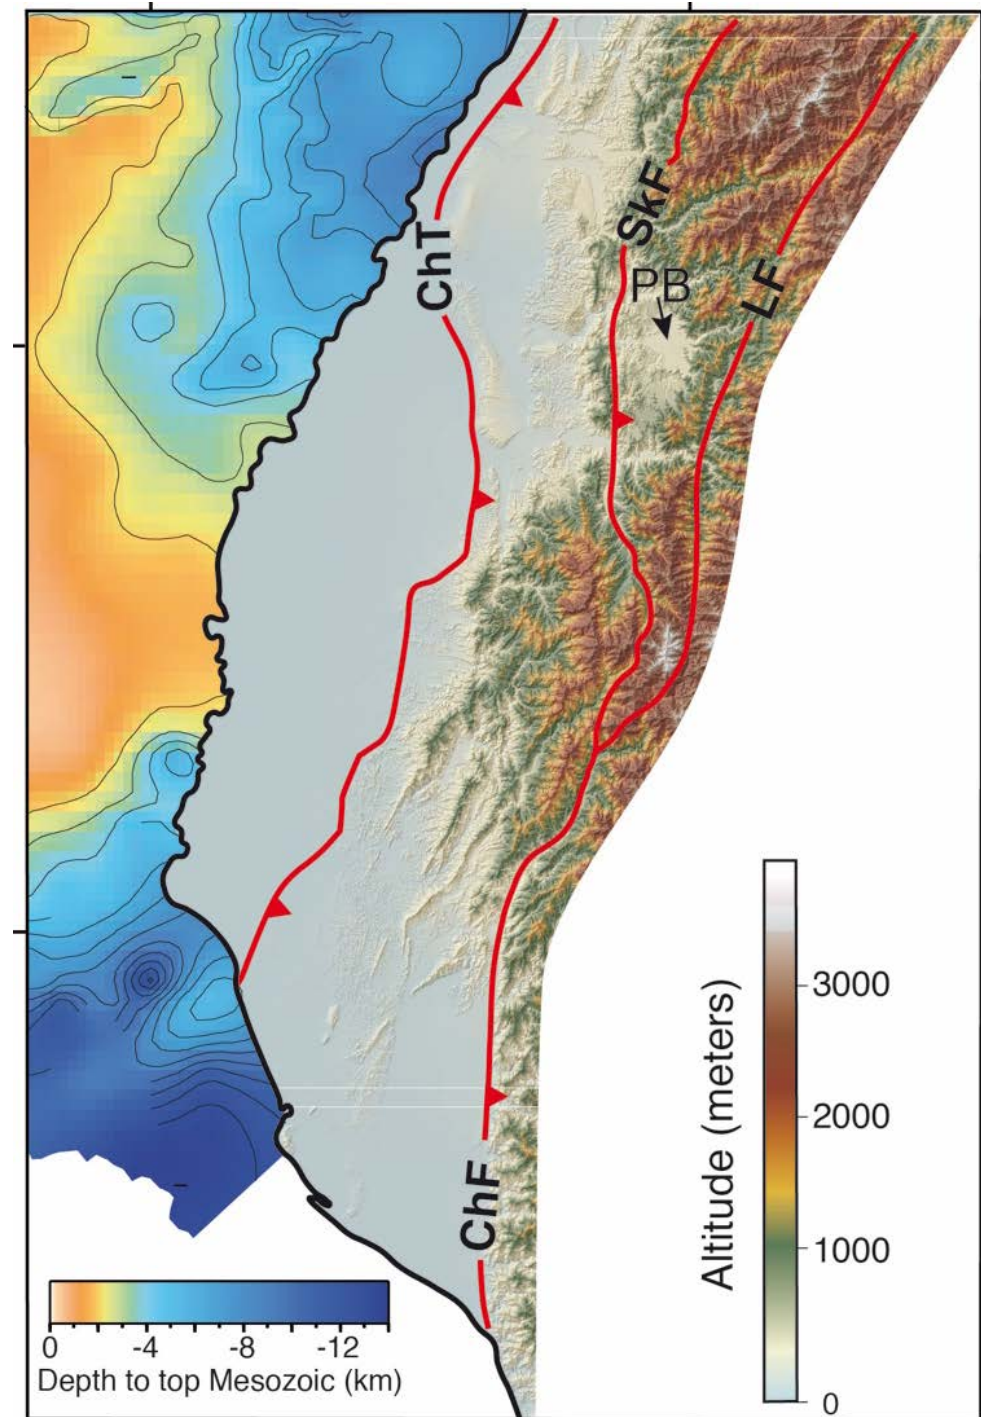 SkF
ChT
PB
LF
ChF
Altitude (meters)
3000
2000
1000
0
0 -4 -8 -12
Depth to top Mesozoic (km)